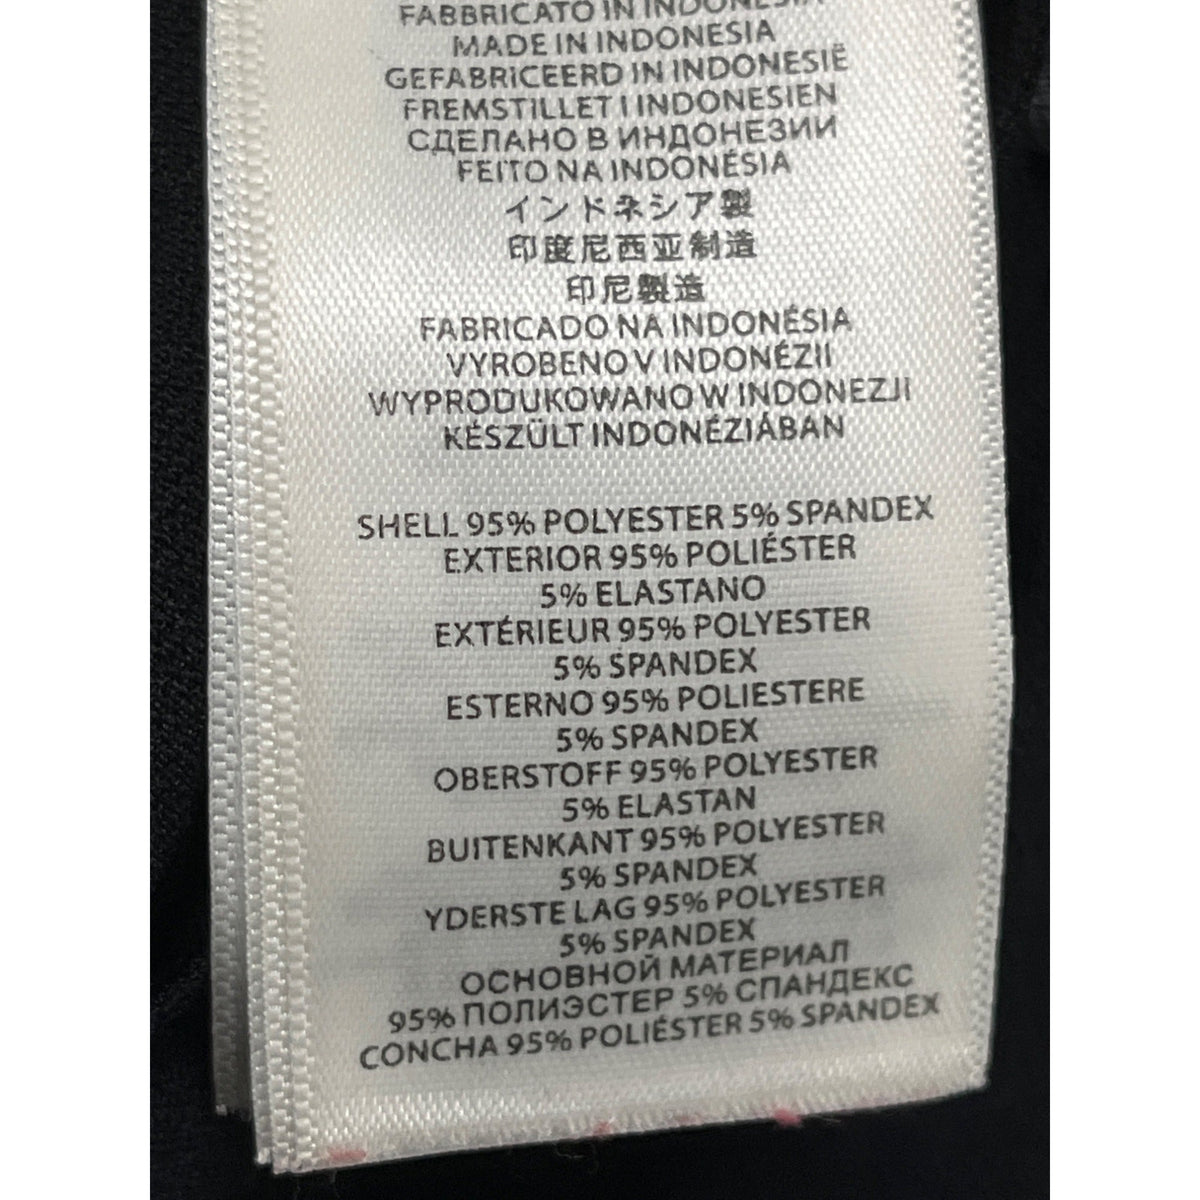 FABBRICATO IN INDONESIA
MADE IN INDONESIA
GEFABRICEERD IN INDONESIË
FREMSTILLET I INDONESIEN
СДЕЛАНО В ИНДОНЕЗИИ
FEITO NA INDONÉSIA
インドネシア製
印度尼西亚制造
印尼製造
FABRICADO NA INDONÉSIA
VYROBENO V INDONÉZII
WYPRODUKOWANO W INDONEZJI
KÉSZÜLT INDONÉZIÁBAN
SHELL 95% POLYESTER 5% SPANDEX
EXTERIOR 95% POLIÉSTER
5% ELASTANO
EXTÉRIEUR 95% POLYESTER
5% SPANDEX
ESTERNO 95% POLIESTERE
5% SPANDEX
OBERSTOFF 95% POLYESTER
5% ELASTAN
BUITENKANT 95% POLYESTER
5% SPANDEX
YDERSTE LAG 95% POLYESTER
5% SPANDEX
ОСНОВНОЙ МАТЕРИАЛ
95% ПОЛИЭСТЕР 5% СПАНДЕКС
CONCHA 95% POLIÉSTER 5% SPANDEX